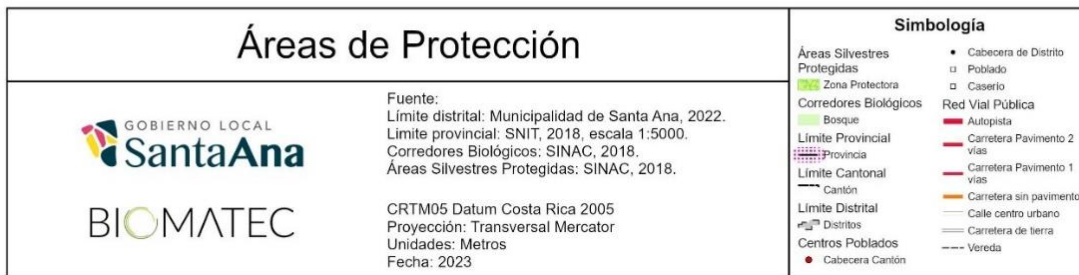 Áreas de Protección
GOBIERNO LOCAL
SantaAna
BIOMATEC
Fuente:
Límite distrital: Municipalidad de Santa Ana, 2022.
Limite provincial: SNIT, 2018, escala 1:5000.
Corredores Biológicos: SINAC, 2018.
Áreas Silvestres Protegidas: SINAC, 2018.
CRTM05 Datum Costa Rica 2005
Proyección: Transversal Mercator
Unidades: Metros
Fecha: 2023
Simbología
Áreas Silvestres
Protegidas
Zona Protectora
Corredores Biológicos
Bosque
Límite Provincial
Provincia
Límite Cantonal
Cantón
Límite Distrital
Distritos
Centros Poblados
Cabecera Cantón
Cabecera de Distrito
Poblado
Caserío
Red Vial Pública
Autopista
Carretera Pavimento 2
vías
Carretera Pavimento 1
vias
Carretera sin pavimento
Calle centro urbano
Carretera de tierra
Vereda